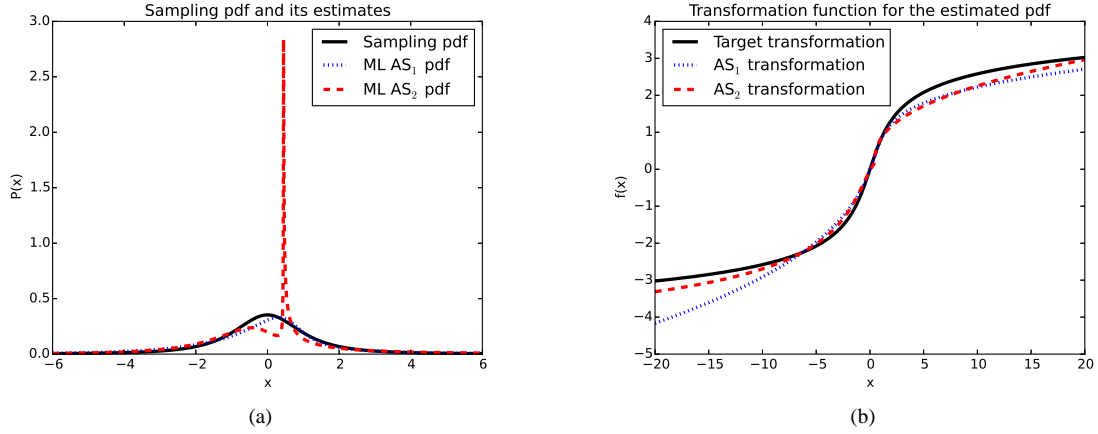 Sampling pdf and its estimates
3.0
2.5
2.0
1.5
1.0
0.5
0.0
P(x)
Sampling pdf
ML AS₁ pdf
ML AS₂ pdf
−6
−4
−2
0
2
4
6
x
(a)
Transformation function for the estimated pdf
4
3
2
1
0
−1
−2
−3
−4
−5
f(x)
Target transformation
AS₁ transformation
AS₂ transformation
−20
−15
−10
−5
0
5
10
15
20
x
(b)